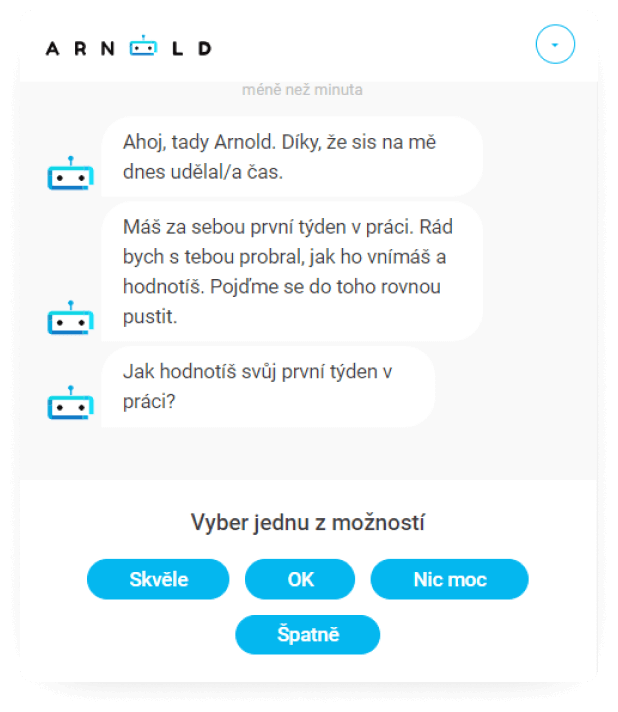 ARNOLD
méně než minuta
Ahoj, tady Arnold. Díky, že sis na mě
dnes udělal/a čas.
Máš za sebou první týden v práci. Rád
bych s tebou probral, jak ho vnímáš a
hodnotíš. Pojďme se do toho rovnou
pustit.
Jak hodnotíš svůj první týden v
práci?
Vyber jednu z možností
Skvěle OK Nic moc
Špatně